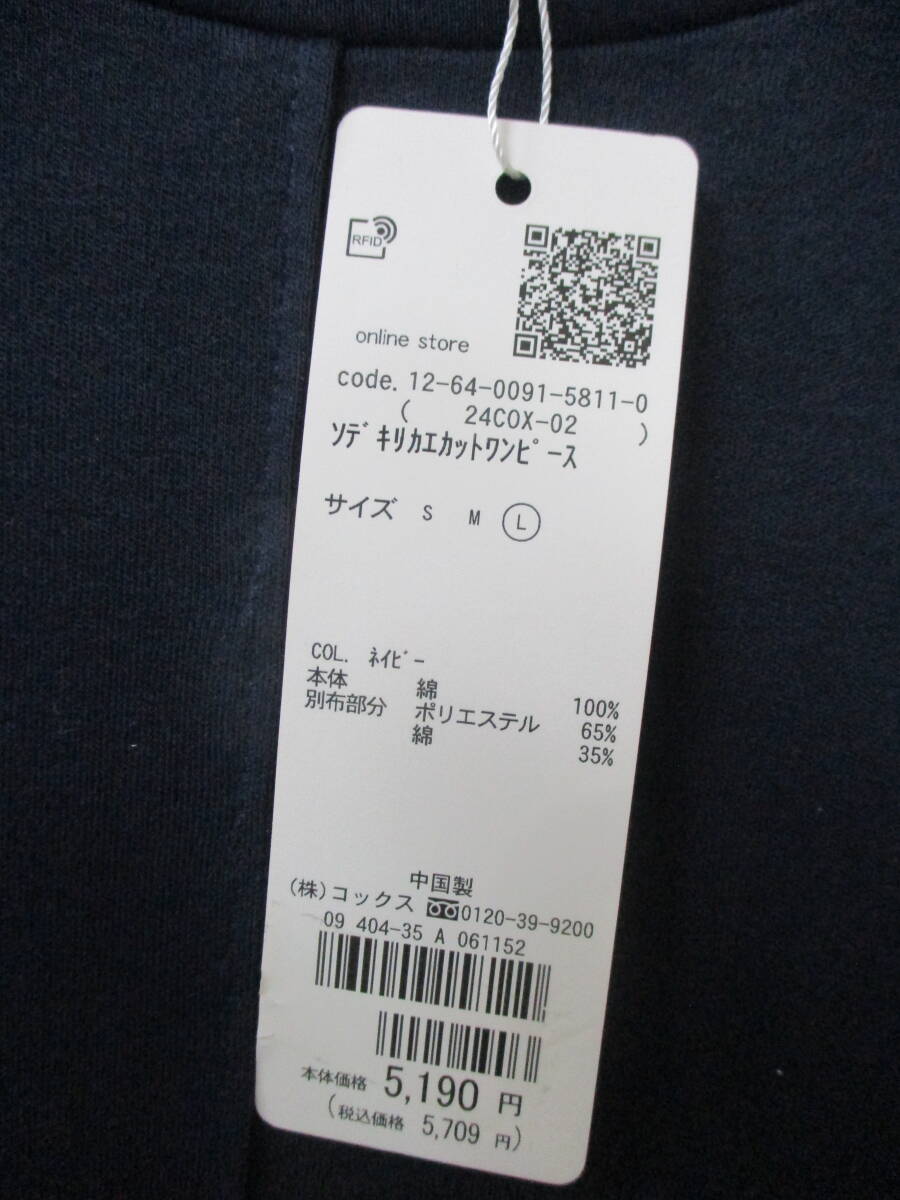 RFID
online store
code. 12-64-0091-5811-0
( 24COX-02 )
ｿﾃﾞｷﾘｶｴｶｯﾄﾜﾝﾋﾟｰｽ
サイズ S M L
COL. ﾈｲﾋﾞｰ
本体 綿 100%
別布部分 ポリエステル 65%
綿 35%
中国製
(株)コックス 0120-39-9200
09 404-35 A 061152
本体価格 5,190 円
(税込価格 5,709 円)